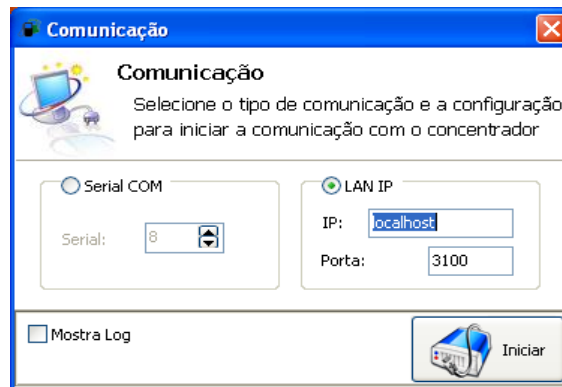 Comunicação
Comunicação
Selecione o tipo de comunicação e a configuração
para iniciar a comunicação com o concentrador
Serial COM
LAN IP
Serial: 8
IP: localhost
Porta: 3100
Mostra Log
Iniciar